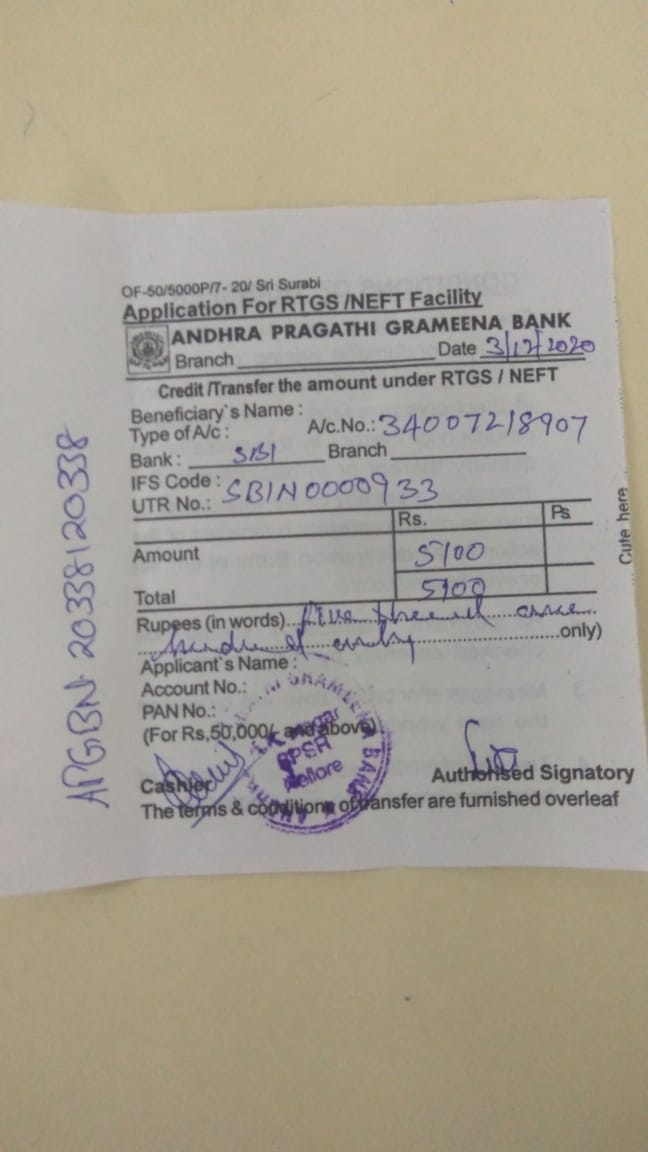 OF-50/5000P/7- 20/ Sri Surabi
Application For RTGS /NEFT Facility
ANDHRA PRAGATHI GRAMEENA BANK
Branch Date 3/12/2020
Credit /Transfer the amount under RTGS / NEFT
Beneficiary`s Name :
Type of A/c : A/c.No.: 34007218907
Bank : SBI Branch
IFS Code :
UTR No.: SBIN0000933
Rs. Ps.
Amount 5100
Total 5100
Rupees (in words) five thousand one
hundred only only)
Applicant`s Name :
Account No.:
PAN No.:
(For Rs,50,000/- and above)
Cashier Authorised Signatory
The terms & conditions of transfer are furnished overleaf
Cute here
APGBN 20338120338
GRAMEENA BANK
Nagar
SPSR
Nellore